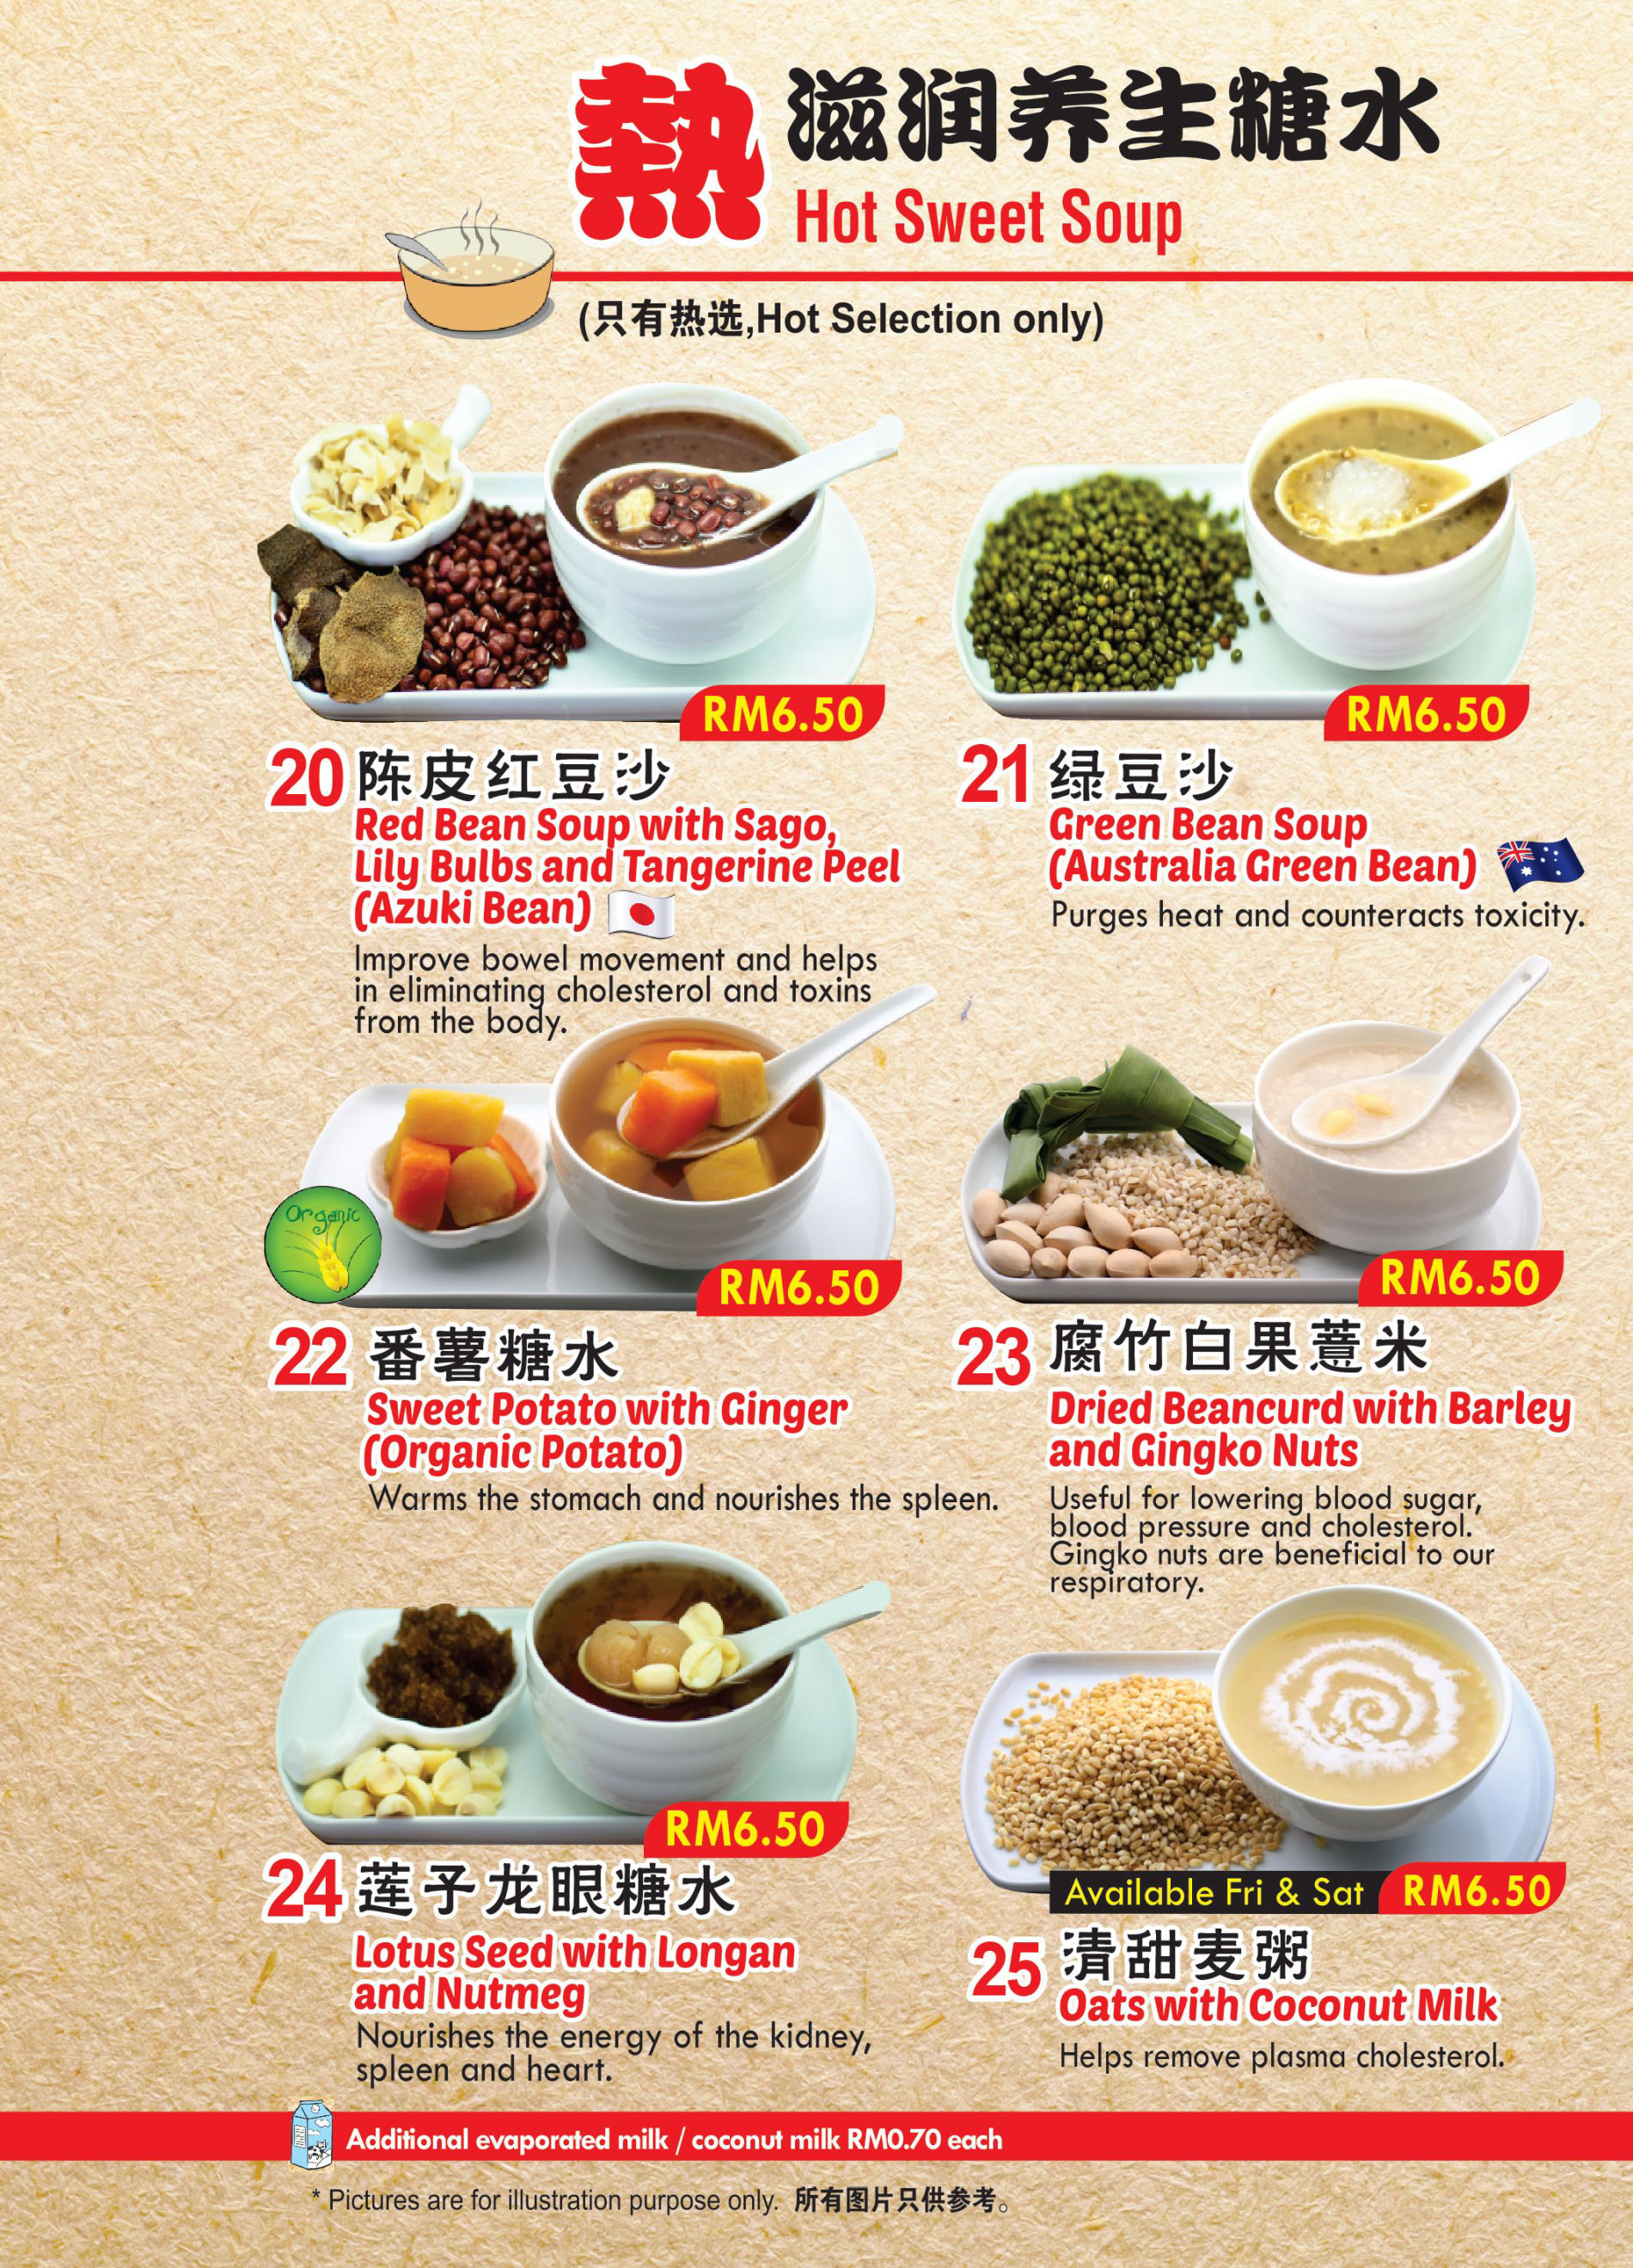 熱 滋润养生糖水
Hot Sweet Soup
(只有热选,Hot Selection only)
RM6.50
20 陈皮红豆沙
Red Bean Soup with Sago,
Lily Bulbs and Tangerine Peel
(Azuki Bean)
Improve bowel movement and helps
in eliminating cholesterol and toxins
from the body.
RM6.50
21 绿豆沙
Green Bean Soup
(Australia Green Bean)
Purges heat and counteracts toxicity.
Organic
RM6.50
22 番薯糖水
Sweet Potato with Ginger
(Organic Potato)
Warms the stomach and nourishes the spleen.
RM6.50
23 腐竹白果薏米
Dried Beancurd with Barley
and Gingko Nuts
Useful for lowering blood sugar,
blood pressure and cholesterol.
Gingko nuts are beneficial to our
respiratory.
RM6.50
24 莲子龙眼糖水
Lotus Seed with Longan
and Nutmeg
Nourishes the energy of the kidney,
spleen and heart.
Available Fri & Sat RM6.50
25 清甜麦粥
Oats with Coconut Milk
Helps remove plasma cholesterol.
Additional evaporated milk / coconut milk RM0.70 each
* Pictures are for illustration purpose only. 所有图片只供参考。